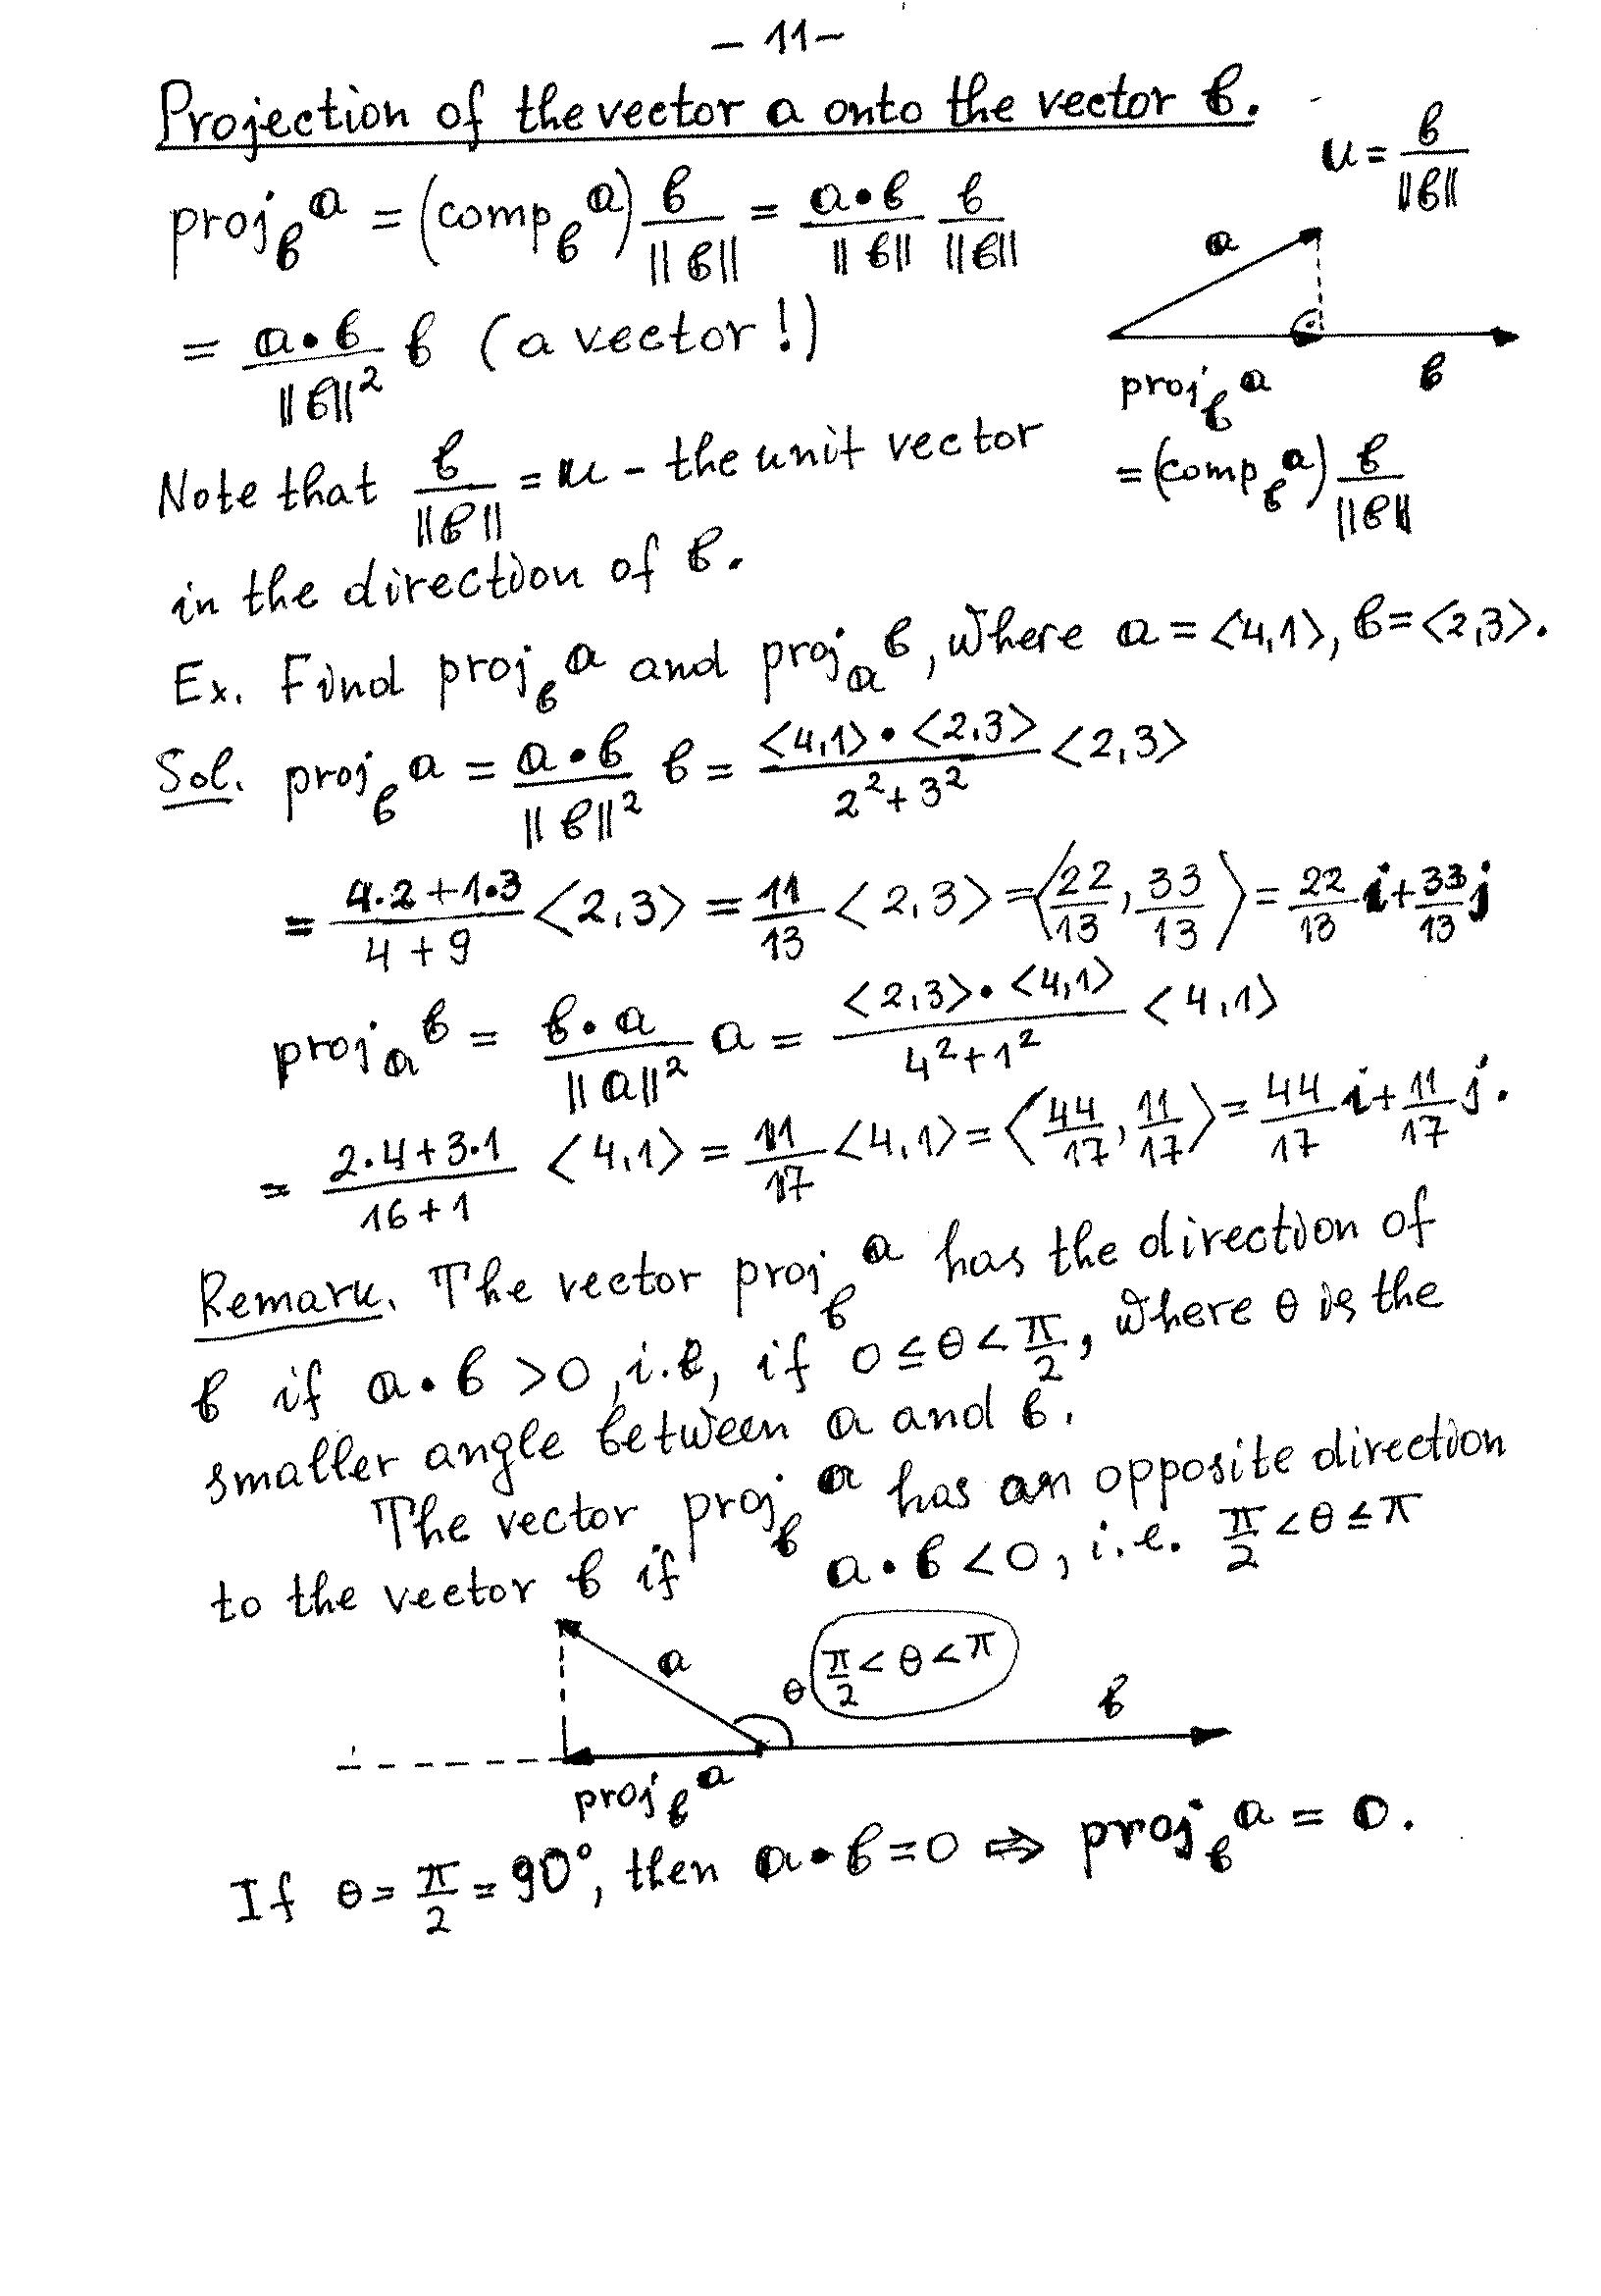 - 11 -
Projection of the vector a onto the vector b.
proj_b a = (comp_b a) b/||b|| = a•b/||b|| b/||b||
u = b/||b||
= a•b/||b||² b (a vector!)
a
proj_b a b
= (comp_b a) b/||b||
Note that b/||b|| = u - the unit vector
in the direction of b.
Ex. Find proj_b a and proj_a b, where a = <4,1>, b = <2,3>.
Sol. proj_b a = a•b/||b||² b = <4,1>•<2,3>/2²+3² <2,3>
= 4·2+1·3/4+9 <2,3> = 11/13 <2,3> = <22/13, 33/13> = 22/13 i + 33/13 j
proj_a b = b•a/||a||² a = <2,3>•<4,1>/4²+1² <4,1>
= 2·4+3·1/16+1 <4,1> = 11/17 <4,1> = <44/17, 11/17> = 44/17 i + 11/17 j.
Remark. The vector proj_b a has the direction of
b if a•b > 0, i.e, if 0 ≤ θ < π/2, where θ is the
smaller angle between a and b.
The vector proj_b a has an opposite direction
to the vector b if a•b < 0, i.e. π/2 < θ ≤ π
a θ π/2 < θ < π b
proj_b a
If θ = π/2 = 90°, then a•b = 0 ⇒ proj_b a = 0.